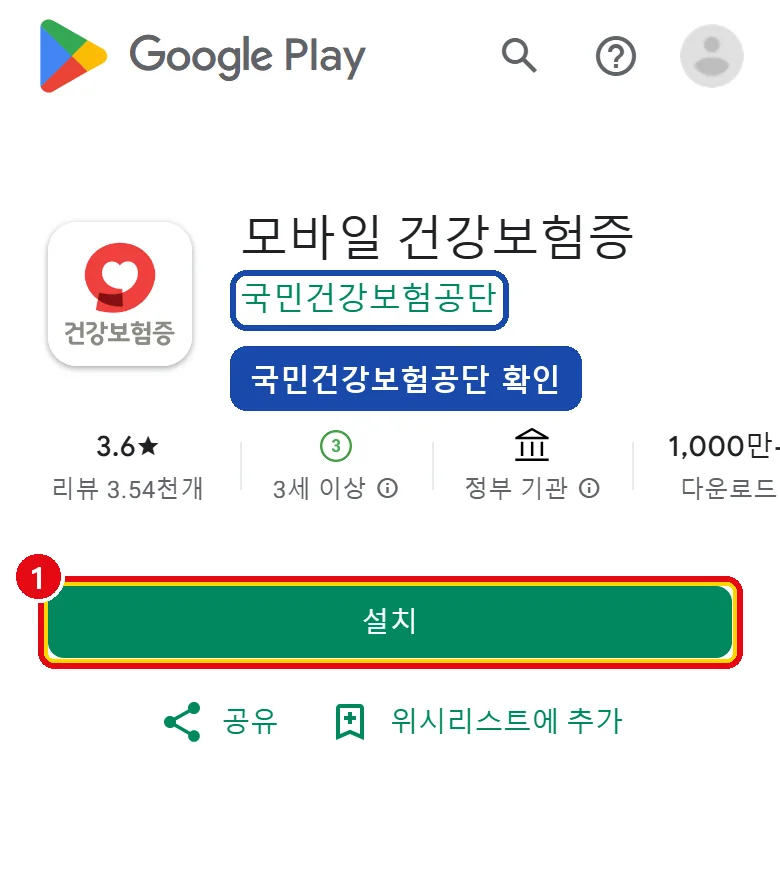 Google Play
모바일 건강보험증
국민건강보험공단
건강보험증
국민건강보험공단 확인
3.6★ 3 1,000만+
리뷰 3.54천개 3세 이상 정부 기관 다운로드
1
설치
공유 위시리스트에 추가